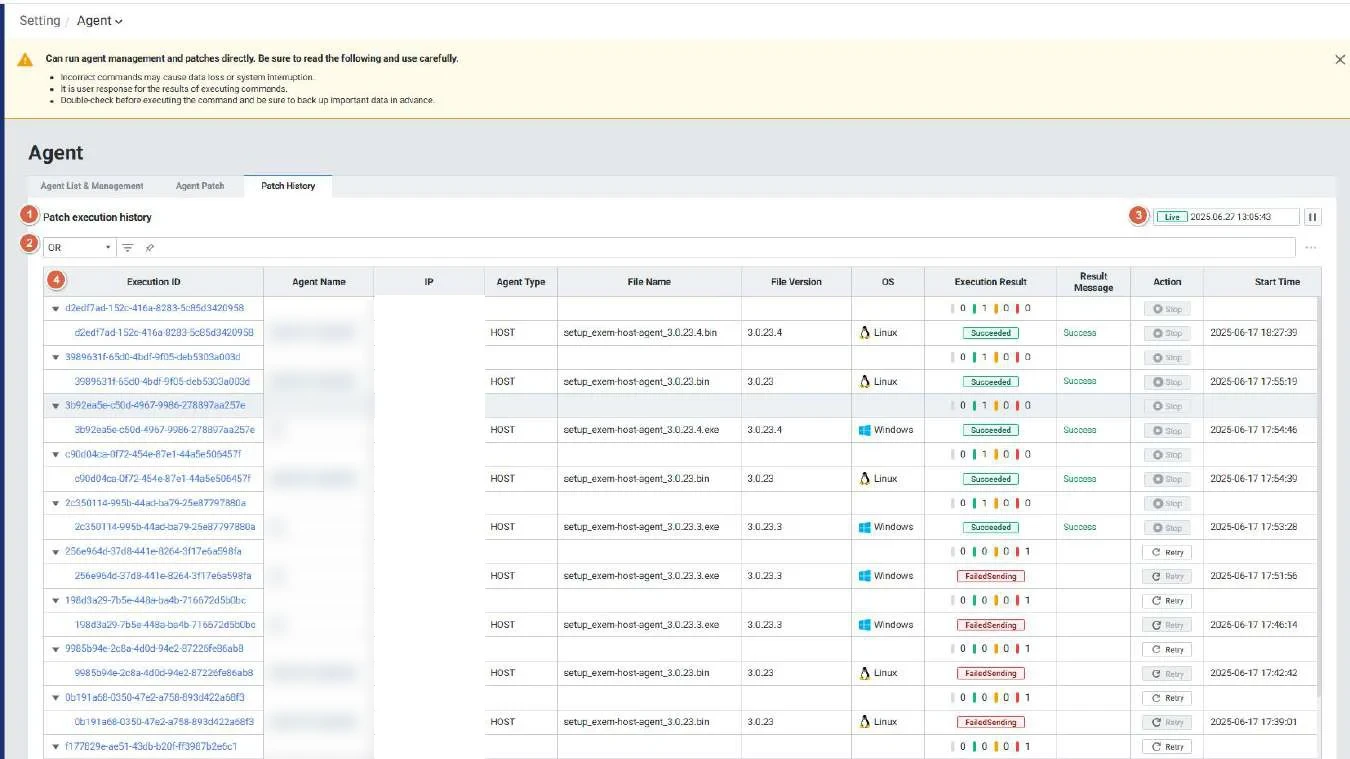 Setting / Agent
Can run agent management and patches directly. Be sure to read the following and use carefully.
• Incorrect commands may cause data loss or system interruption.
• It is user response for the results of executing commands.
• Double-check before executing the command and be sure to back up important data in advance.
Agent
Agent List & Management Agent Patch Patch History
1 Patch execution history 3 Live 2025.06.27 13:05:43
2 OR
4 Execution ID Agent Name IP Agent Type File Name File Version OS Execution Result Result Message Action Start Time
d2edf7ad-152c-416a-8283-5c85d3420958 0 1 0 0 Stop
d2edf7ad-152c-416a-8283-5c85d3420958 HOST setup_exem-host-agent_3.0.23.4.bin 3.0.23.4 Linux Succeeded Success Stop 2025-06-17 18:27:39
3989631f-65d0-4bdf-9f05-deb5303a003d 0 1 0 0 Stop
3989631f-65d0-4bdf-9f05-deb5303a003d HOST setup_exem-host-agent_3.0.23.bin 3.0.23 Linux Succeeded Success Stop 2025-06-17 17:55:19
3b92ea5e-c50d-4967-9986-278897aa257e 0 1 0 0 Stop
3b92ea5e-c50d-4967-9986-278897aa257e HOST setup_exem-host-agent_3.0.23.4.exe 3.0.23.4 Windows Succeeded Success Stop 2025-06-17 17:54:46
c90d04ca-0f72-454e-87e1-44a5e506457f 0 1 0 0 Stop
c90d04ca-0f72-454e-87e1-44a5e506457f HOST setup_exem-host-agent_3.0.23.bin 3.0.23 Linux Succeeded Success Stop 2025-06-17 17:54:39
2c350114-995b-44ad-ba79-25e87797880a 0 1 0 0 Stop
2c350114-995b-44ad-ba79-25e87797880a HOST setup_exem-host-agent_3.0.23.3.exe 3.0.23.3 Windows Succeeded Success Stop 2025-06-17 17:53:28
256e964d-37d8-441e-8264-3f17e6a598fa 0 0 0 1 Retry
256e964d-37d8-441e-8264-3f17e6a598fa HOST setup_exem-host-agent_3.0.23.3.exe 3.0.23.3 Windows FailedSending Retry 2025-06-17 17:51:56
198d3a29-7b5e-448a-ba4b-716672d5b0bc 0 0 0 1 Retry
198d3a29-7b5e-448a-ba4b-716672d5b0bc HOST setup_exem-host-agent_3.0.23.3.exe 3.0.23.3 Windows FailedSending Retry 2025-06-17 17:46:14
9985b94e-2c8a-4d0d-94e2-87226fe86ab8 0 0 0 1 Retry
9985b94e-2c8a-4d0d-94e2-87226fe86ab8 HOST setup_exem-host-agent_3.0.23.bin 3.0.23 Linux FailedSending Retry 2025-06-17 17:42:42
0b191a68-0350-47e2-a758-893d422a68f3 0 0 0 1 Retry
0b191a68-0350-47e2-a758-893d422a68f3 HOST setup_exem-host-agent_3.0.23.bin 3.0.23 Linux FailedSending Retry 2025-06-17 17:39:01
f177829e-ae51-43db-b20f-ff3987b2e6c1 0 0 0 1 Retry